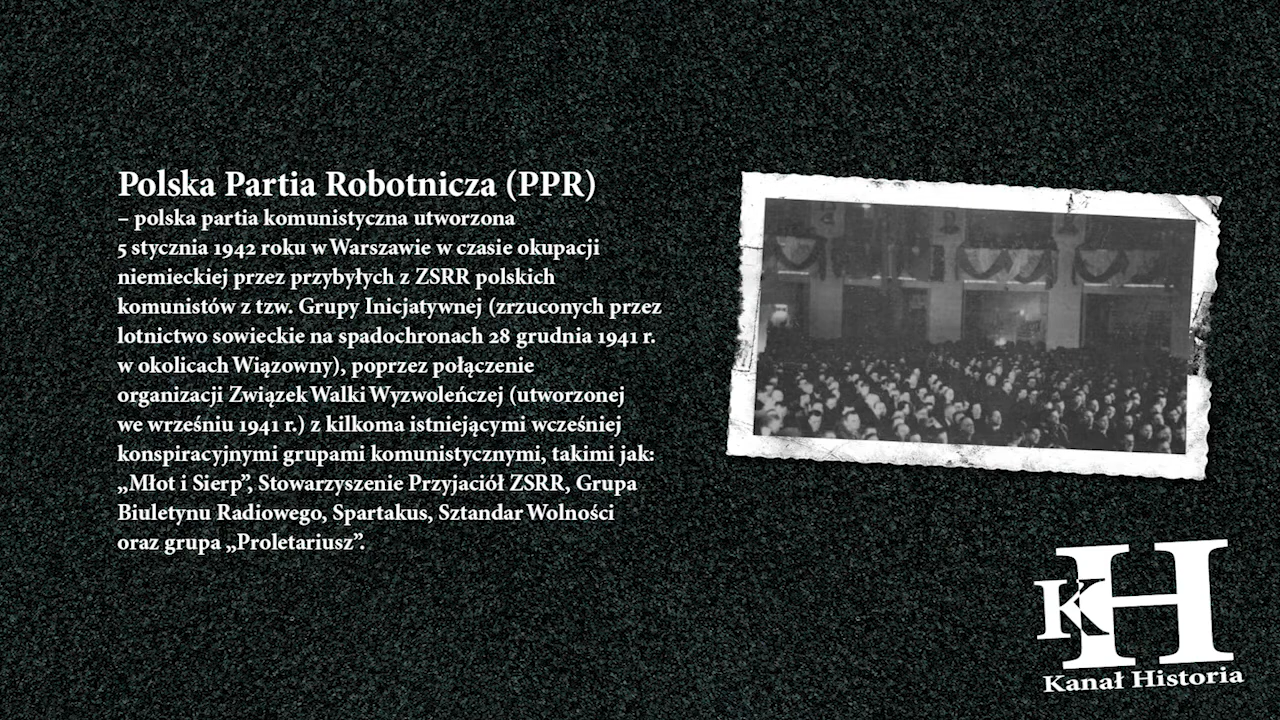 Polska Partia Robotnicza (PPR)
– polska partia komunistyczna utworzona
5 stycznia 1942 roku w Warszawie w czasie okupacji
niemieckiej przez przybyłych z ZSRR polskich
komunistów z tzw. Grupy Inicjatywnej (zrzuconych przez
lotnictwo sowieckie na spadochronach 28 grudnia 1941 r.
w okolicach Wiązowny), poprzez połączenie
organizacji Związek Walki Wyzwoleńczej (utworzonej
we wrześniu 1941 r.) z kilkoma istniejącymi wcześniej
konspiracyjnymi grupami komunistycznymi, takimi jak:
„Młot i Sierp”, Stowarzyszenie Przyjaciół ZSRR, Grupa
Biuletynu Radiowego, Spartakus, Sztandar Wolności
oraz grupa „Proletariusz”.
KH
Kanał Historia